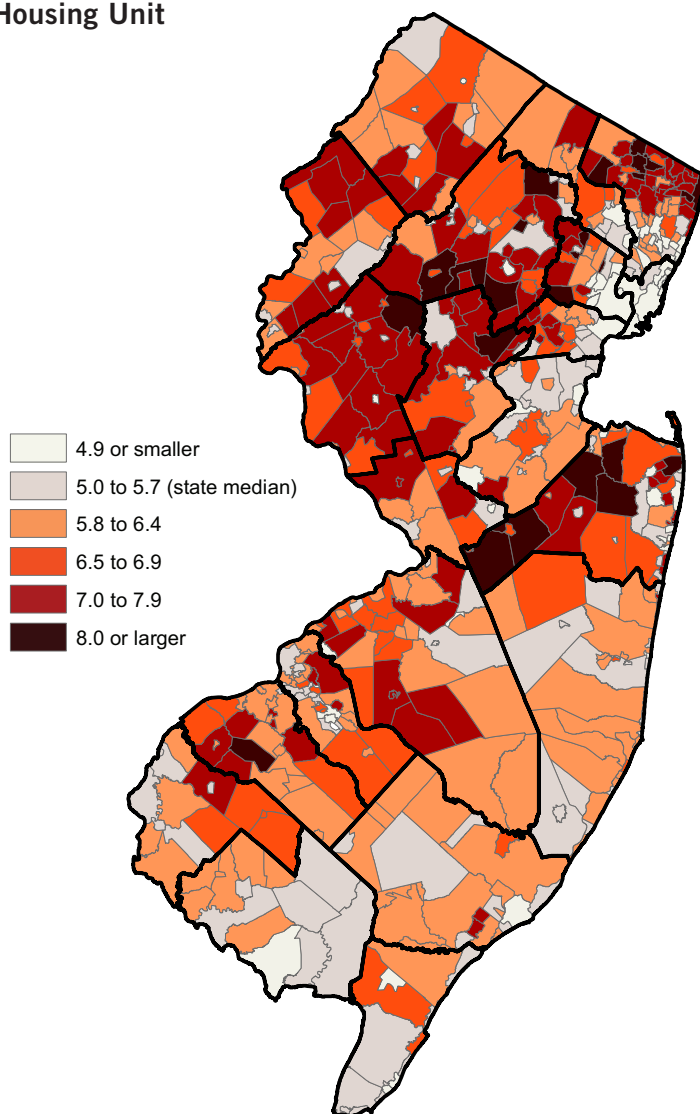 Housing Unit
4.9 or smaller
5.0 to 5.7 (state median)
5.8 to 6.4
6.5 to 6.9
7.0 to 7.9
8.0 or larger